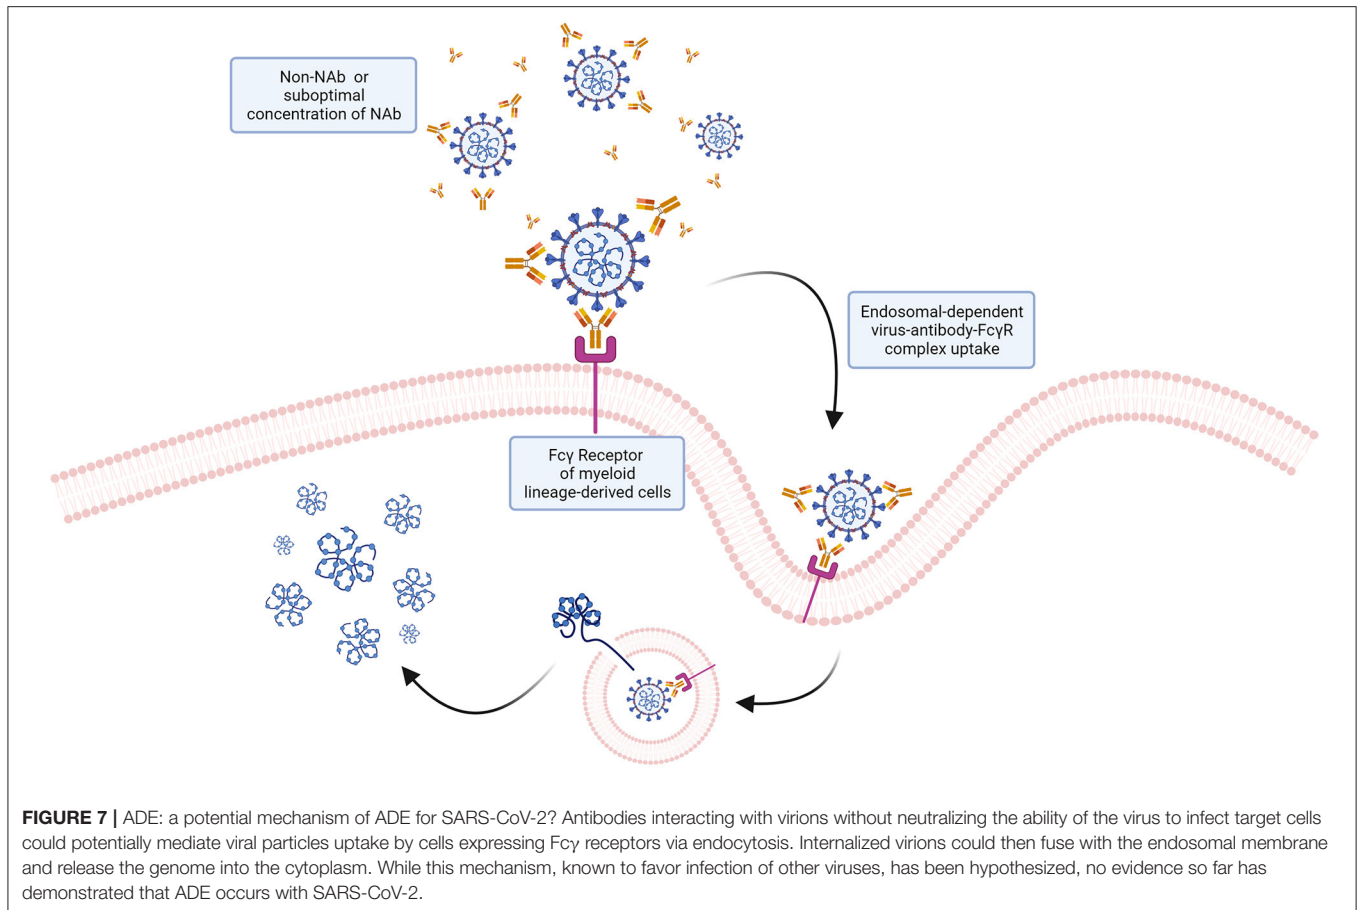 Non-NAb or
suboptimal
concentration of NAb
Endosomal-dependent
virus-antibody-FcγR
complex uptake
Fcγ Receptor
of myeloid
lineage-derived cells
FIGURE 7 | ADE: a potential mechanism of ADE for SARS-CoV-2? Antibodies interacting with virions without neutralizing the ability of the virus to infect target cells
could potentially mediate viral particles uptake by cells expressing Fcγ receptors via endocytosis. Internalized virions could then fuse with the endosomal membrane
and release the genome into the cytoplasm. While this mechanism, known to favor infection of other viruses, has been hypothesized, no evidence so far has
demonstrated that ADE occurs with SARS-CoV-2.